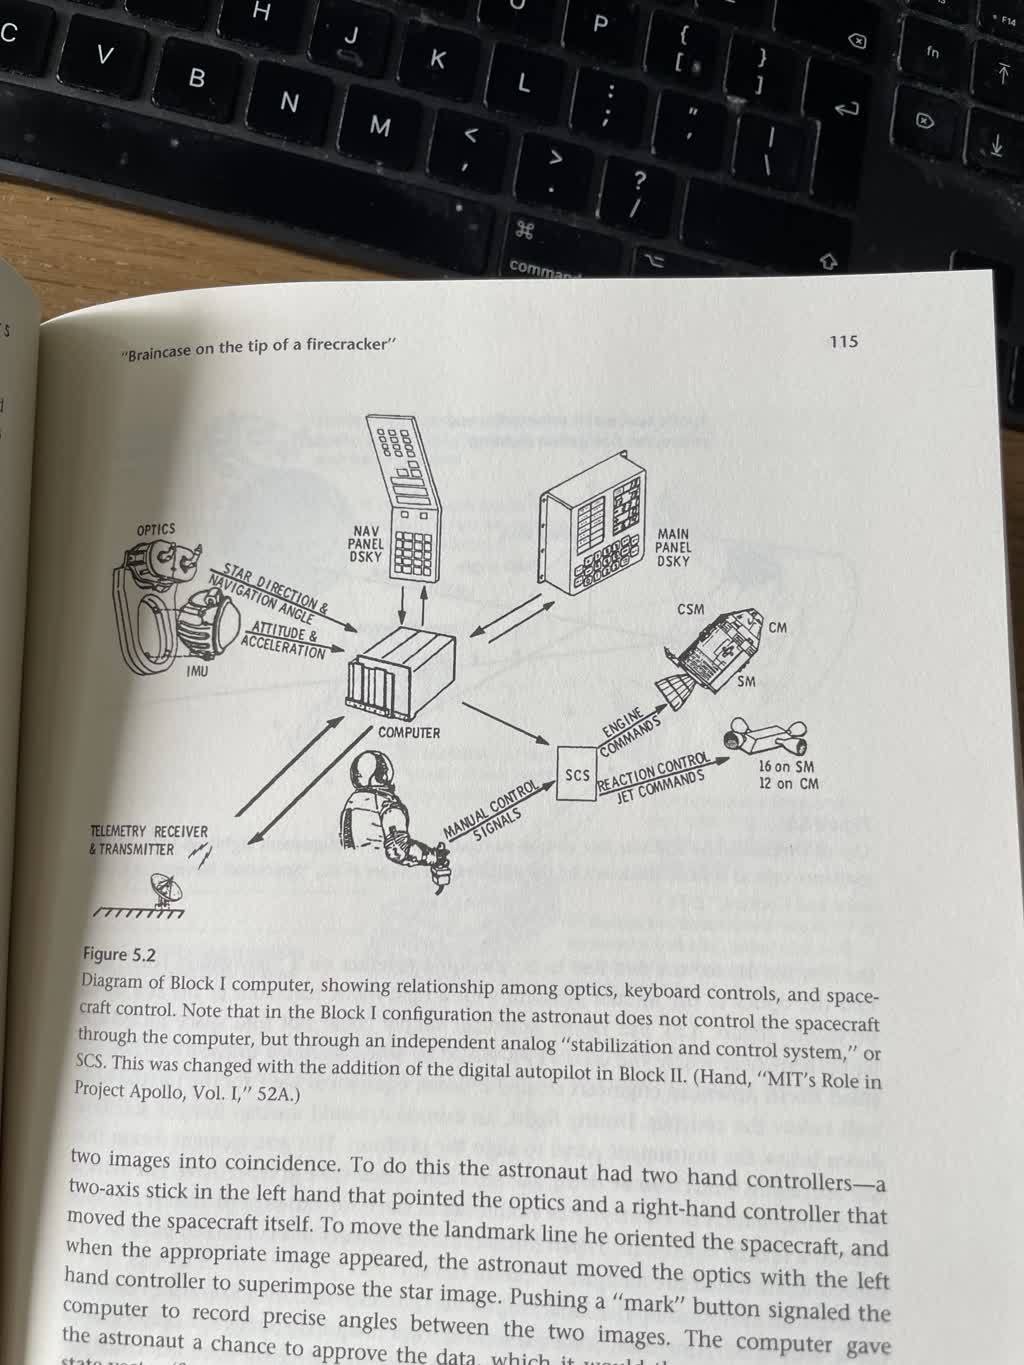 H
J
K
L
P
{
[
}
]
fn
F14
C
V
B
N
M
<
,
>
.
?
/
:
;
"
'
|
\
⌘
command
"Braincase on the tip of a firecracker"
115
OPTICS
NAV
PANEL
DSKY
MAIN
PANEL
DSKY
STAR DIRECTION &
NAVIGATION ANGLE
ATTITUDE &
ACCELERATION
IMU
COMPUTER
CSM
CM
SM
ENGINE
COMMANDS
SCS
REACTION CONTROL
JET COMMANDS
16 on SM
12 on CM
MANUAL CONTROL
SIGNALS
TELEMETRY RECEIVER
& TRANSMITTER
Figure 5.2
Diagram of Block I computer, showing relationship among optics, keyboard controls, and space-
craft control. Note that in the Block I configuration the astronaut does not control the spacecraft
through the computer, but through an independent analog "stabilization and control system," or
SCS. This was changed with the addition of the digital autopilot in Block II. (Hand, "MIT's Role in
Project Apollo, Vol. I," 52A.)
two images into coincidence. To do this the astronaut had two hand controllers—a
two-axis stick in the left hand that pointed the optics and a right-hand controller that
moved the spacecraft itself. To move the landmark line he oriented the spacecraft, and
when the appropriate image appeared, the astronaut moved the optics with the left
hand controller to superimpose the star image. Pushing a "mark" button signaled the
computer to record precise angles between the two images. The computer gave
the astronaut a chance to approve the data, which it would